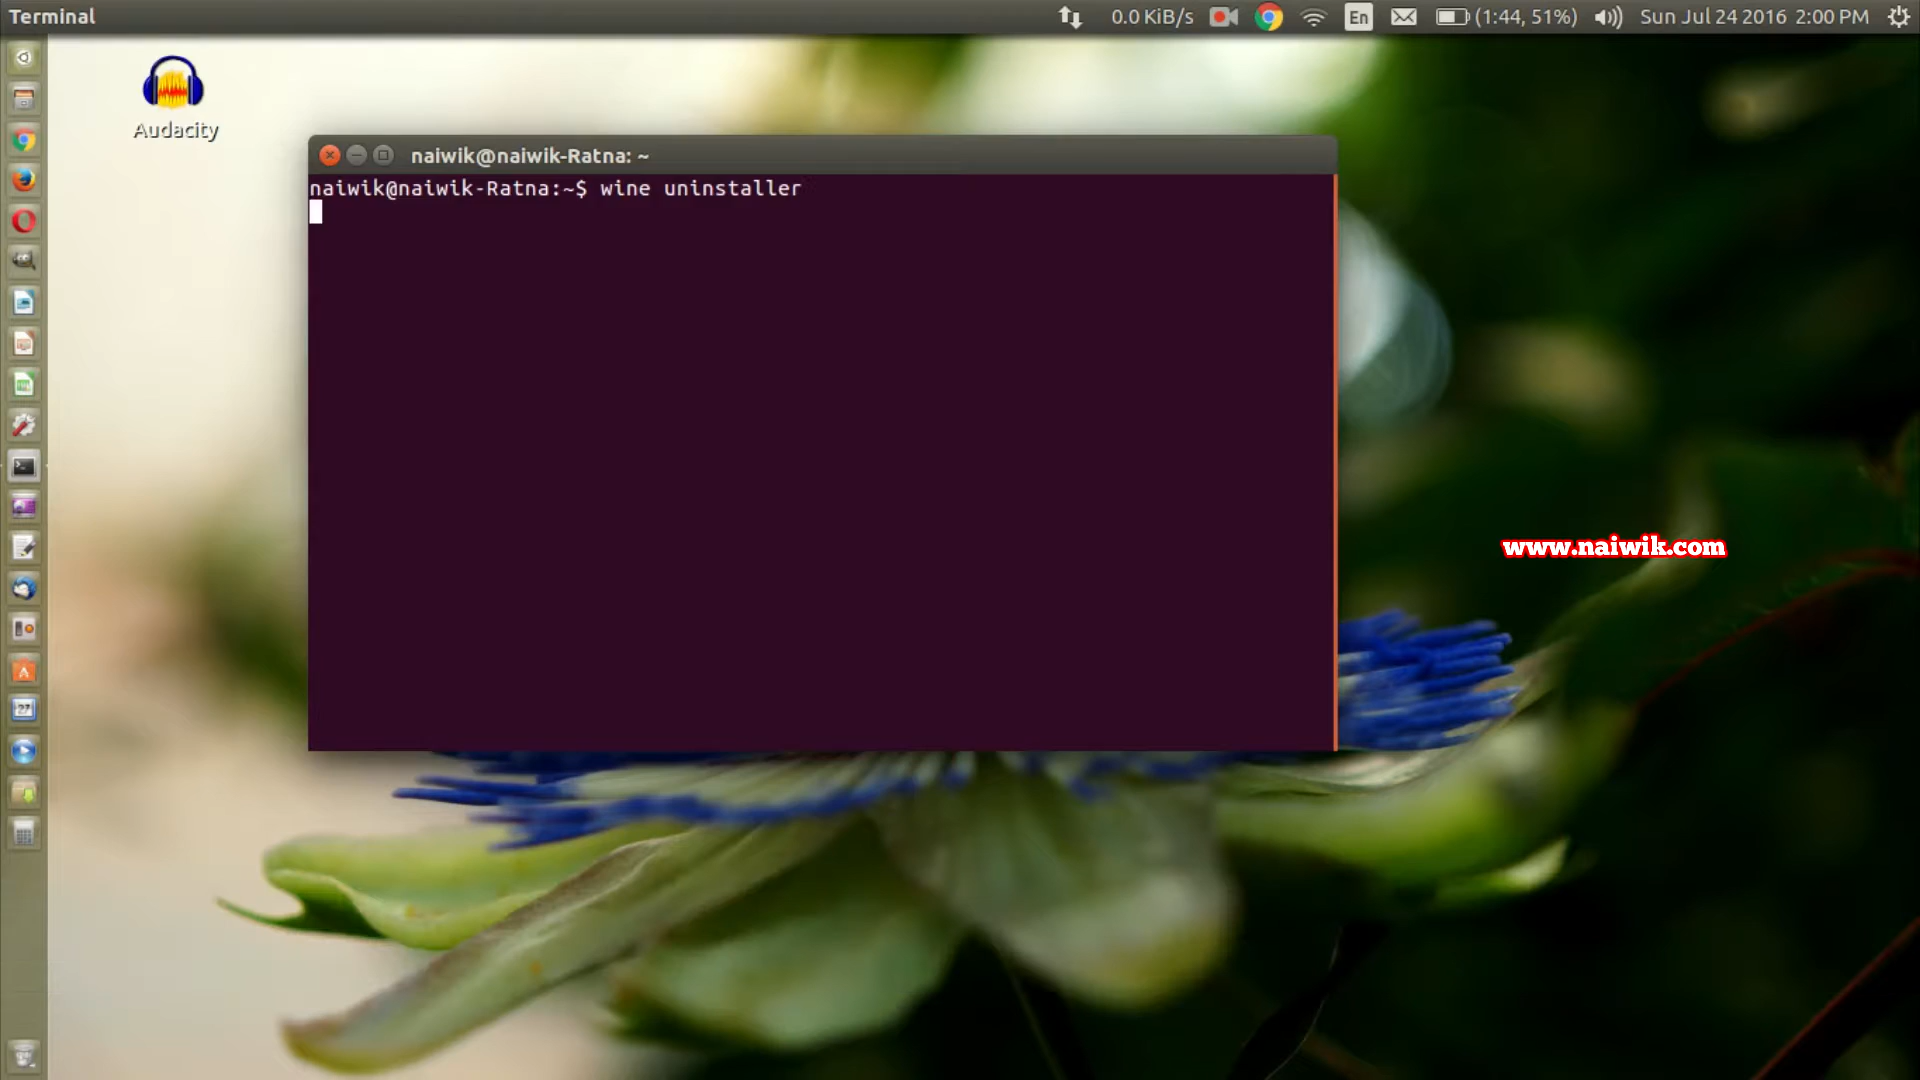 Terminal
0.0 KiB/s
En
(1:44, 51%)
Sun Jul 24 2016 2:00 PM
Audacity
naiwik@naiwik-Ratna: ~
naiwik@naiwik-Ratna:~$ wine uninstaller
www.naiwik.com
27